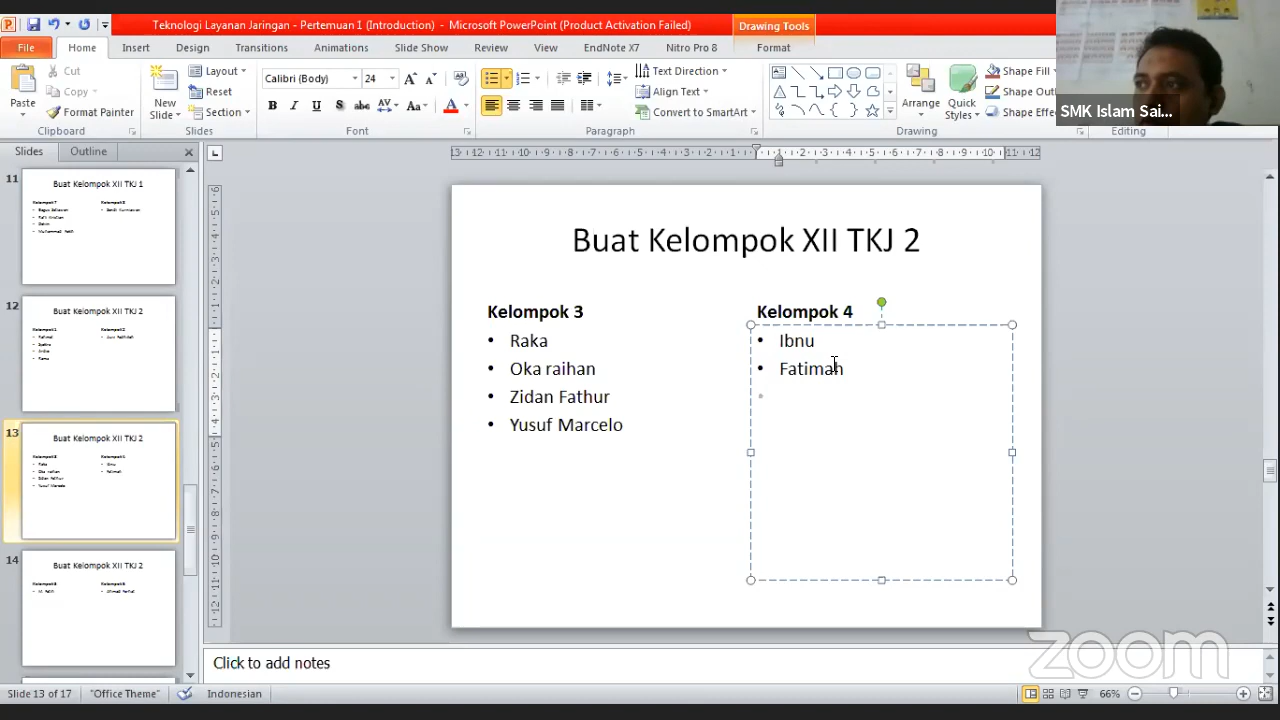 Teknologi Layanan Jaringan - Pertemuan 1 (Introduction) - Microsoft PowerPoint (Product Activation Failed)
Drawing Tools
File Home Insert Design Transitions Animations Slide Show Review View EndNote X7 Nitro Pro 8 Format
Paste
Cut
Copy
Format Painter
Clipboard
New Slide
Layout
Reset
Section
Slides
Calibri (Body) 24
Font
Text Direction
Align Text
Convert to SmartArt
Paragraph
Arrange
Quick Styles
Shape Fill
Shape Ou
Shape Effe
Drawing
Editing
SMK Islam Sai...
Slides Outline
11
Buat Kelompok XII TKJ 1
12
Buat Kelompok XII TKJ 2
13
Buat Kelompok XII TKJ 2
14
Buat Kelompok XII TKJ 2
Buat Kelompok XII TKJ 2
Kelompok 3
• Raka
• Oka raihan
• Zidan Fathur
• Yusuf Marcelo
Kelompok 4
• Ibnu
• Fatimah
•
zoom
Click to add notes
Slide 13 of 17 "Office Theme" Indonesian 66%